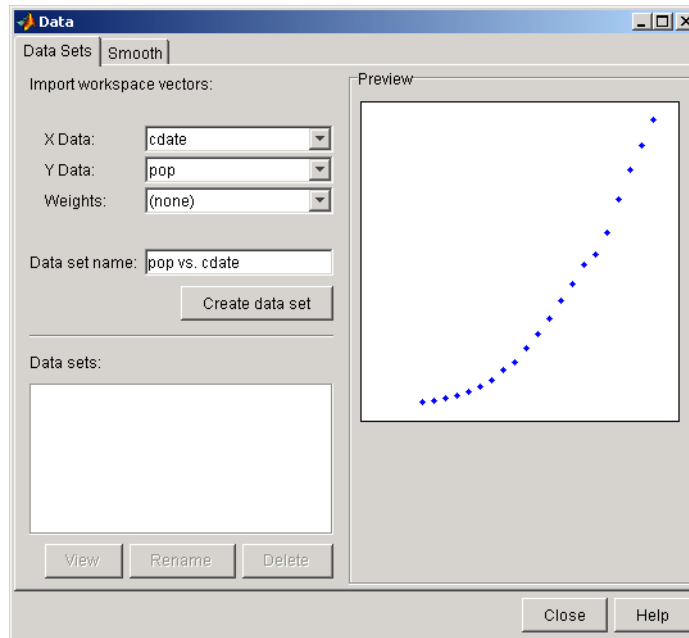 Data
Data Sets Smooth
Import workspace vectors:
X Data: cdate
Y Data: pop
Weights: (none)
Data set name: pop vs. cdate
Create data set
Data sets:
View Rename Delete
Preview
Close Help